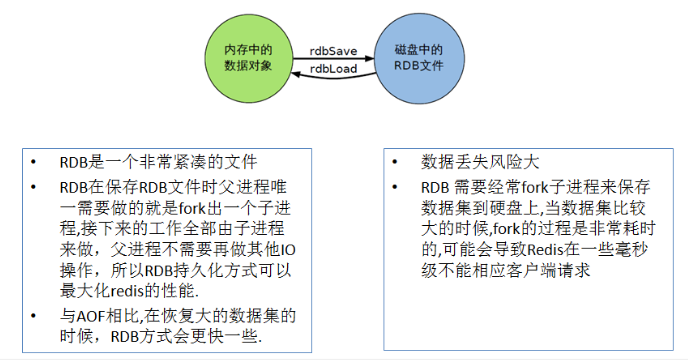 内存中的
数据对象
rdbSave
rdbLoad
磁盘中的
RDB文件
• RDB是一个非常紧凑的文件
• RDB在保存RDB文件时父进程唯
一需要做的就是fork出一个子进
程,接下来的工作全部由子进程
来做，父进程不需要再做其他IO
操作，所以RDB持久化方式可以
最大化redis的性能.
• 与AOF相比,在恢复大的数据集的
时候，RDB方式会更快一些.
• 数据丢失风险大
• RDB 需要经常fork子进程来保存
数据集到硬盘上,当数据集比较
大的时候,fork的过程是非常耗时
的,可能会导致Redis在一些毫秒
级不能相应客户端请求